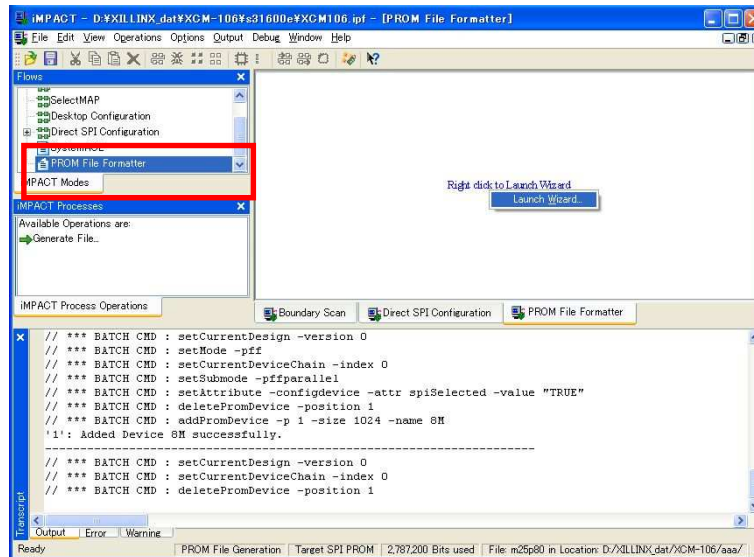 iMPACT - D:¥XILLINX_dat¥XCM-106¥s31600e¥XCM106.ipf - [PROM File Formatter]
File Edit View Operations Options Output Debug Window Help
Flows
SelectMAP
Desktop Configuration
Direct SPI Configuration
SystemACE
PROM File Formatter
iMPACT Modes
iMPACT Processes
Available Operations are:
Generate File...
iMPACT Process Operations
Right click to Launch Wizard
Launch Wizard...
Boundary Scan
Direct SPI Configuration
PROM File Formatter
// *** BATCH CMD : setCurrentDesign -version 0
// *** BATCH CMD : setMode -pff
// *** BATCH CMD : setCurrentDeviceChain -index 0
// *** BATCH CMD : setSubmode -pffparallel
// *** BATCH CMD : setAttribute -configdevice -attr spiSelected -value "TRUE"
// *** BATCH CMD : deletePromDevice -position 1
// *** BATCH CMD : addPromDevice -p 1 -size 1024 -name 8M
'1': Added Device 8M successfully.
----------------------------------------------------------------------
// *** BATCH CMD : setCurrentDesign -version 0
// *** BATCH CMD : setCurrentDeviceChain -index 0
// *** BATCH CMD : deletePromDevice -position 1
Transcript
Output Error Warning
Ready PROM File Generation Target SPI PROM 2,787,200 Bits used File: m25p80 in Location: D:/XILLINX_dat/XCM-106/aaa/